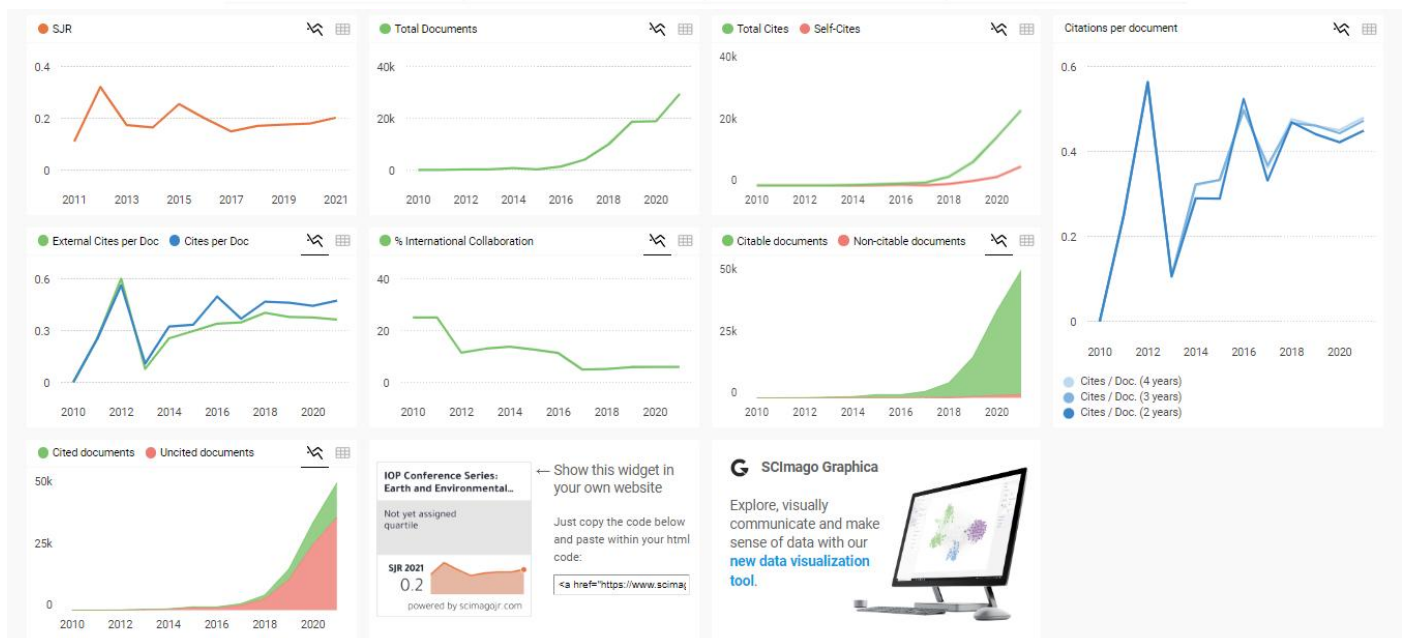 SJR
0.4
0.2
0
2011 2013 2015 2017 2019 2021
Total Documents
40k
20k
0
2010 2012 2014 2016 2018 2020
Total Cites Self-Cites
40k
20k
0
2010 2012 2014 2016 2018 2020
Citations per document
0.6
0.4
0.2
0
2010 2012 2014 2016 2018 2020
Cites / Doc. (4 years)
Cites / Doc. (3 years)
Cites / Doc. (2 years)
External Cites per Doc Cites per Doc
0.6
0.3
0
2010 2012 2014 2016 2018 2020
% International Collaboration
40
20
0
2010 2012 2014 2016 2018 2020
Citable documents Non-citable documents
50k
25k
0
2010 2012 2014 2016 2018 2020
Cited documents Uncited documents
50k
25k
0
2010 2012 2014 2016 2018 2020
IOP Conference Series:
Earth and Environmental...
Not yet assigned
quartile
SJR 2021
0.2
powered by scimagojr.com
← Show this widget in
your own website
Just copy the code below
and paste within your html
code:
<a href="https://www.scimag
SCImago Graphica
Explore, visually
communicate and make
sense of data with our
new data visualization
tool.